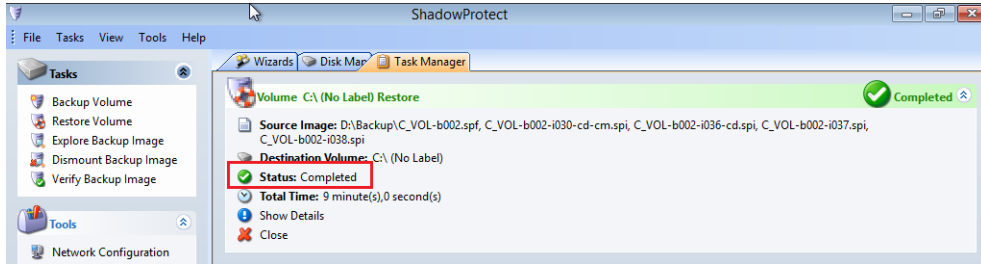 ShadowProtect
File Tasks View Tools Help
Wizards Disk Map Task Manager
Tasks
Backup Volume
Restore Volume
Explore Backup Image
Dismount Backup Image
Verify Backup Image
Tools
Network Configuration
Volume C:\ (No Label) Restore
Completed
Source Image: D:\Backup\C_VOL-b002.spf, C_VOL-b002-i030-cd-cm.spi, C_VOL-b002-i036-cd.spi, C_VOL-b002-i037.spi,
C_VOL-b002-i038.spi
Destination Volume: C:\ (No Label)
Status: Completed
Total Time: 9 minute(s),0 second(s)
Show Details
Close